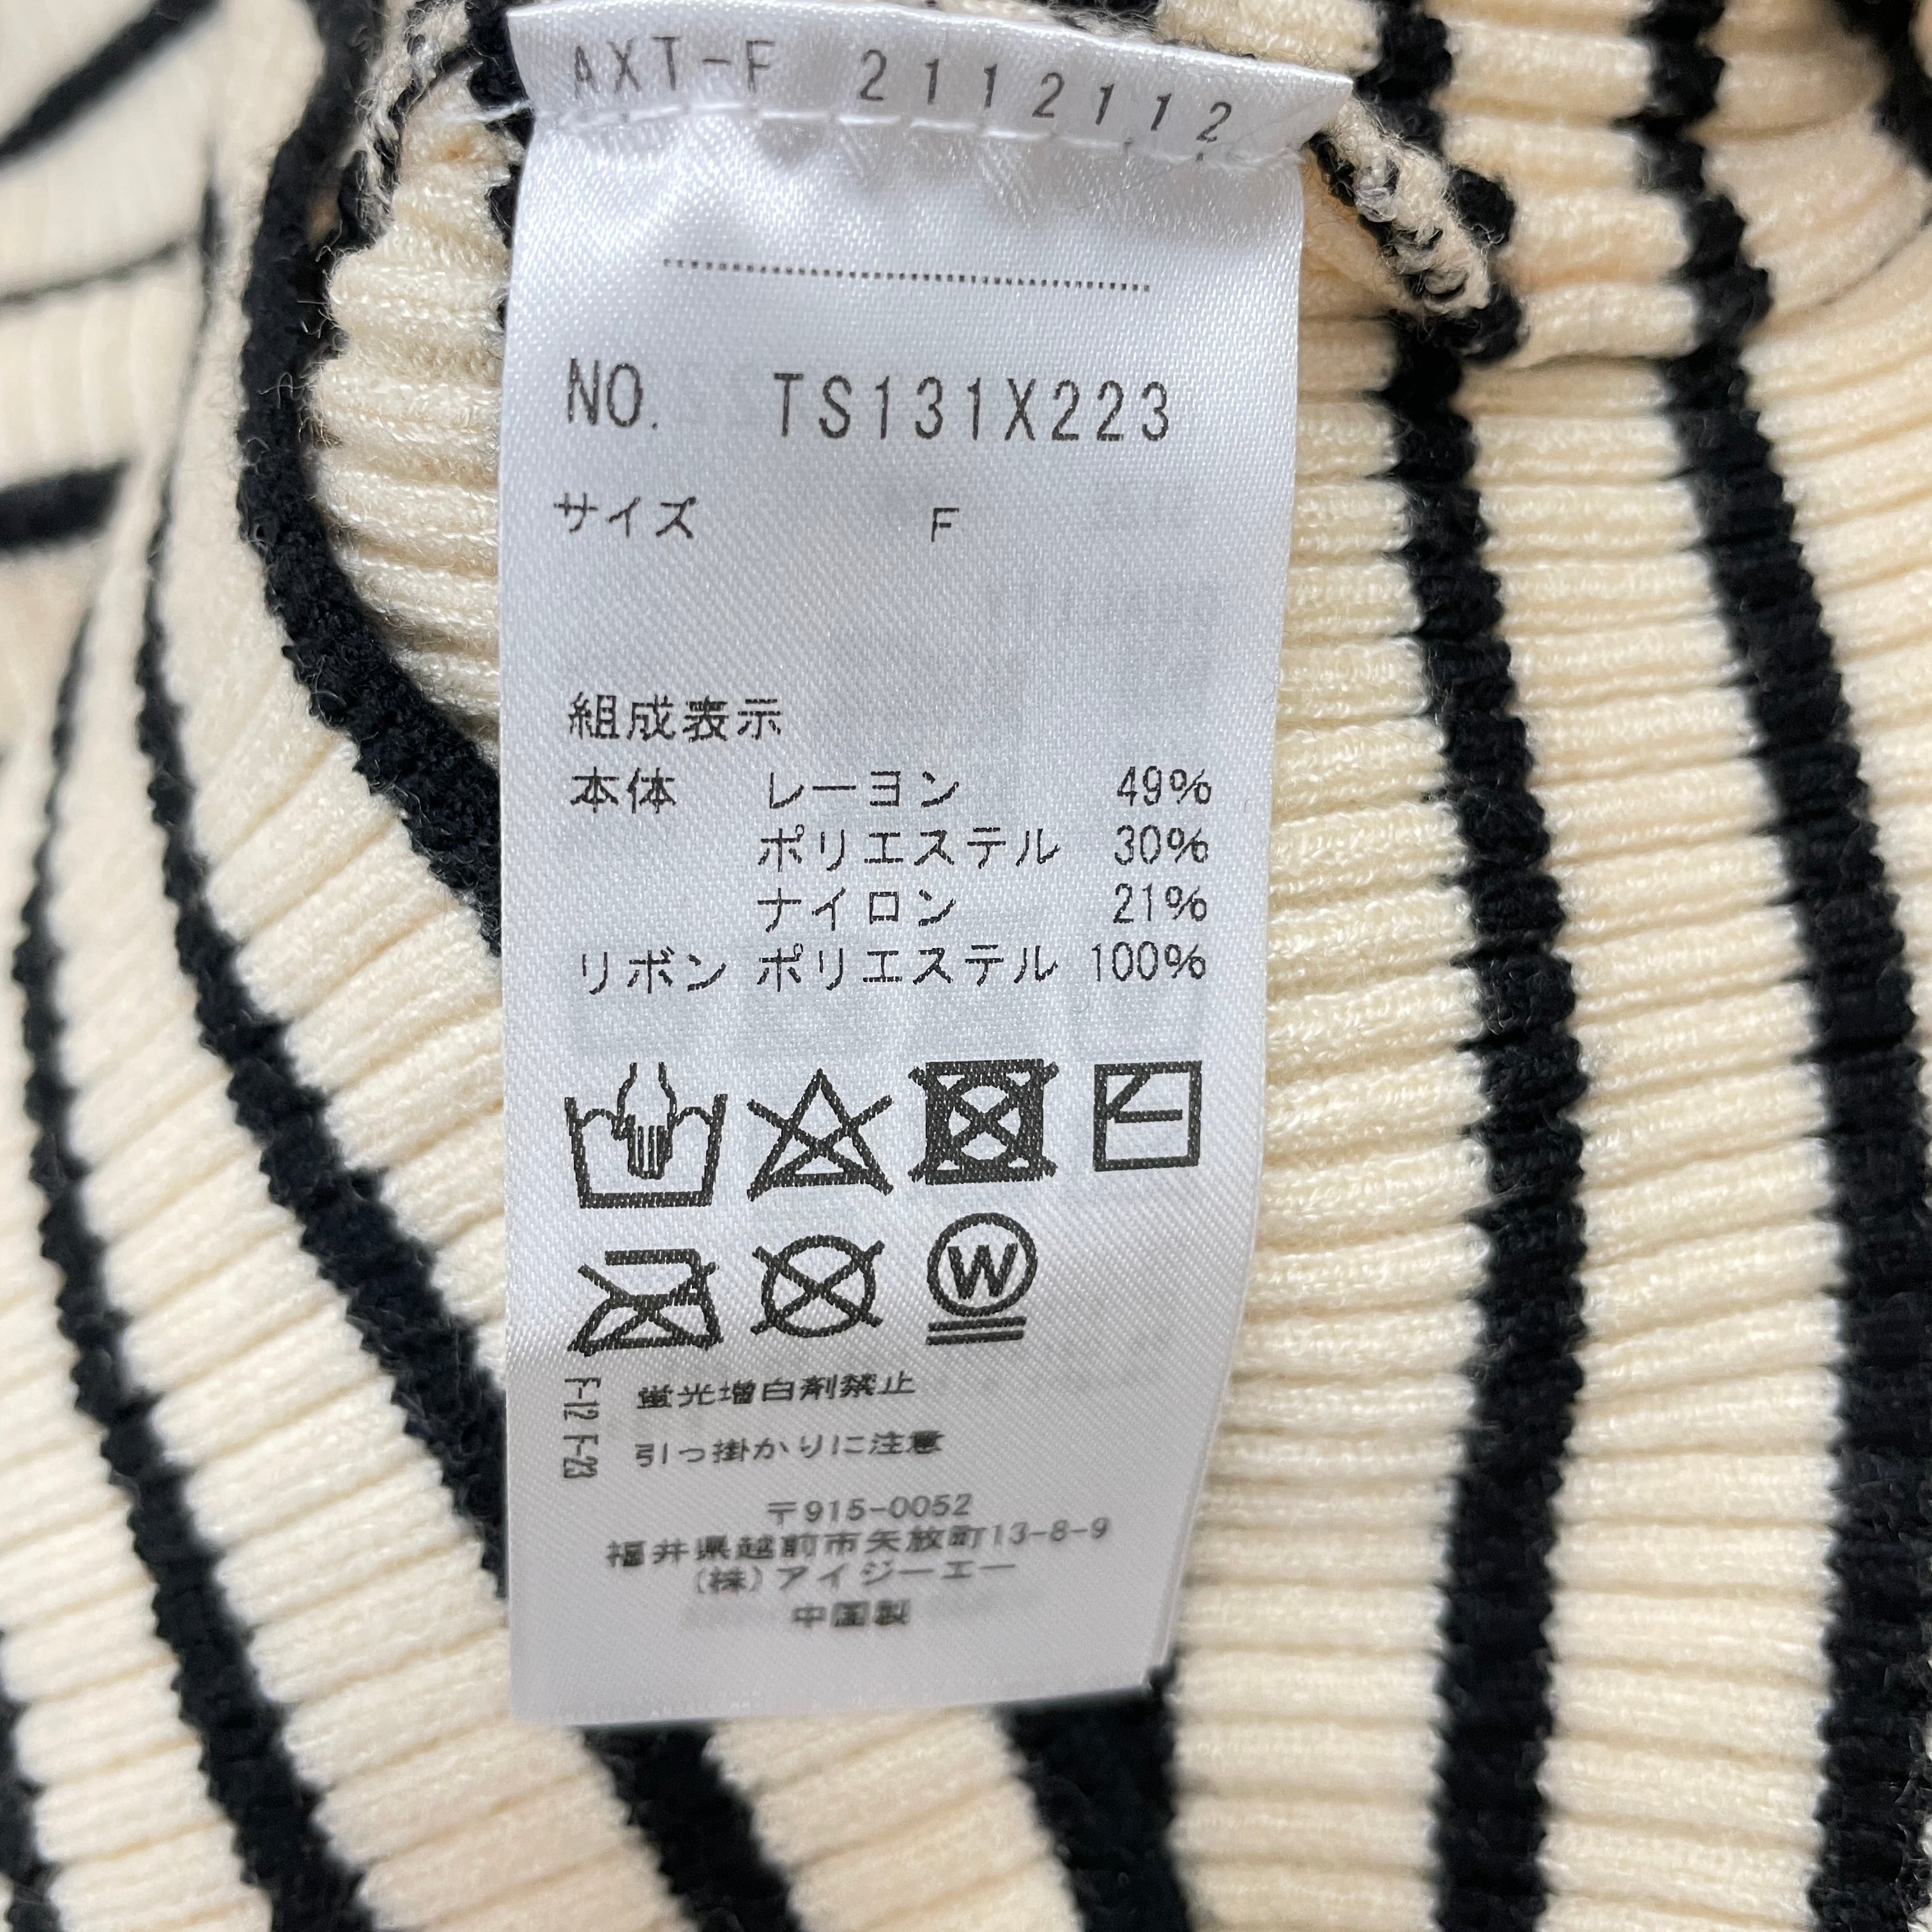 AXT-F 2112112
NO. TS131X223
サイズ F
組成表示
本体 レーヨン 49%
ポリエステル 30%
ナイロン 21%
リボン ポリエステル 100%
W
F-12 蛍光増白剤禁止
F-23 引っ掛かりに注意
〒915-0052
福井県越前市矢放町13-8-9
(株)アイジーエー
中国製